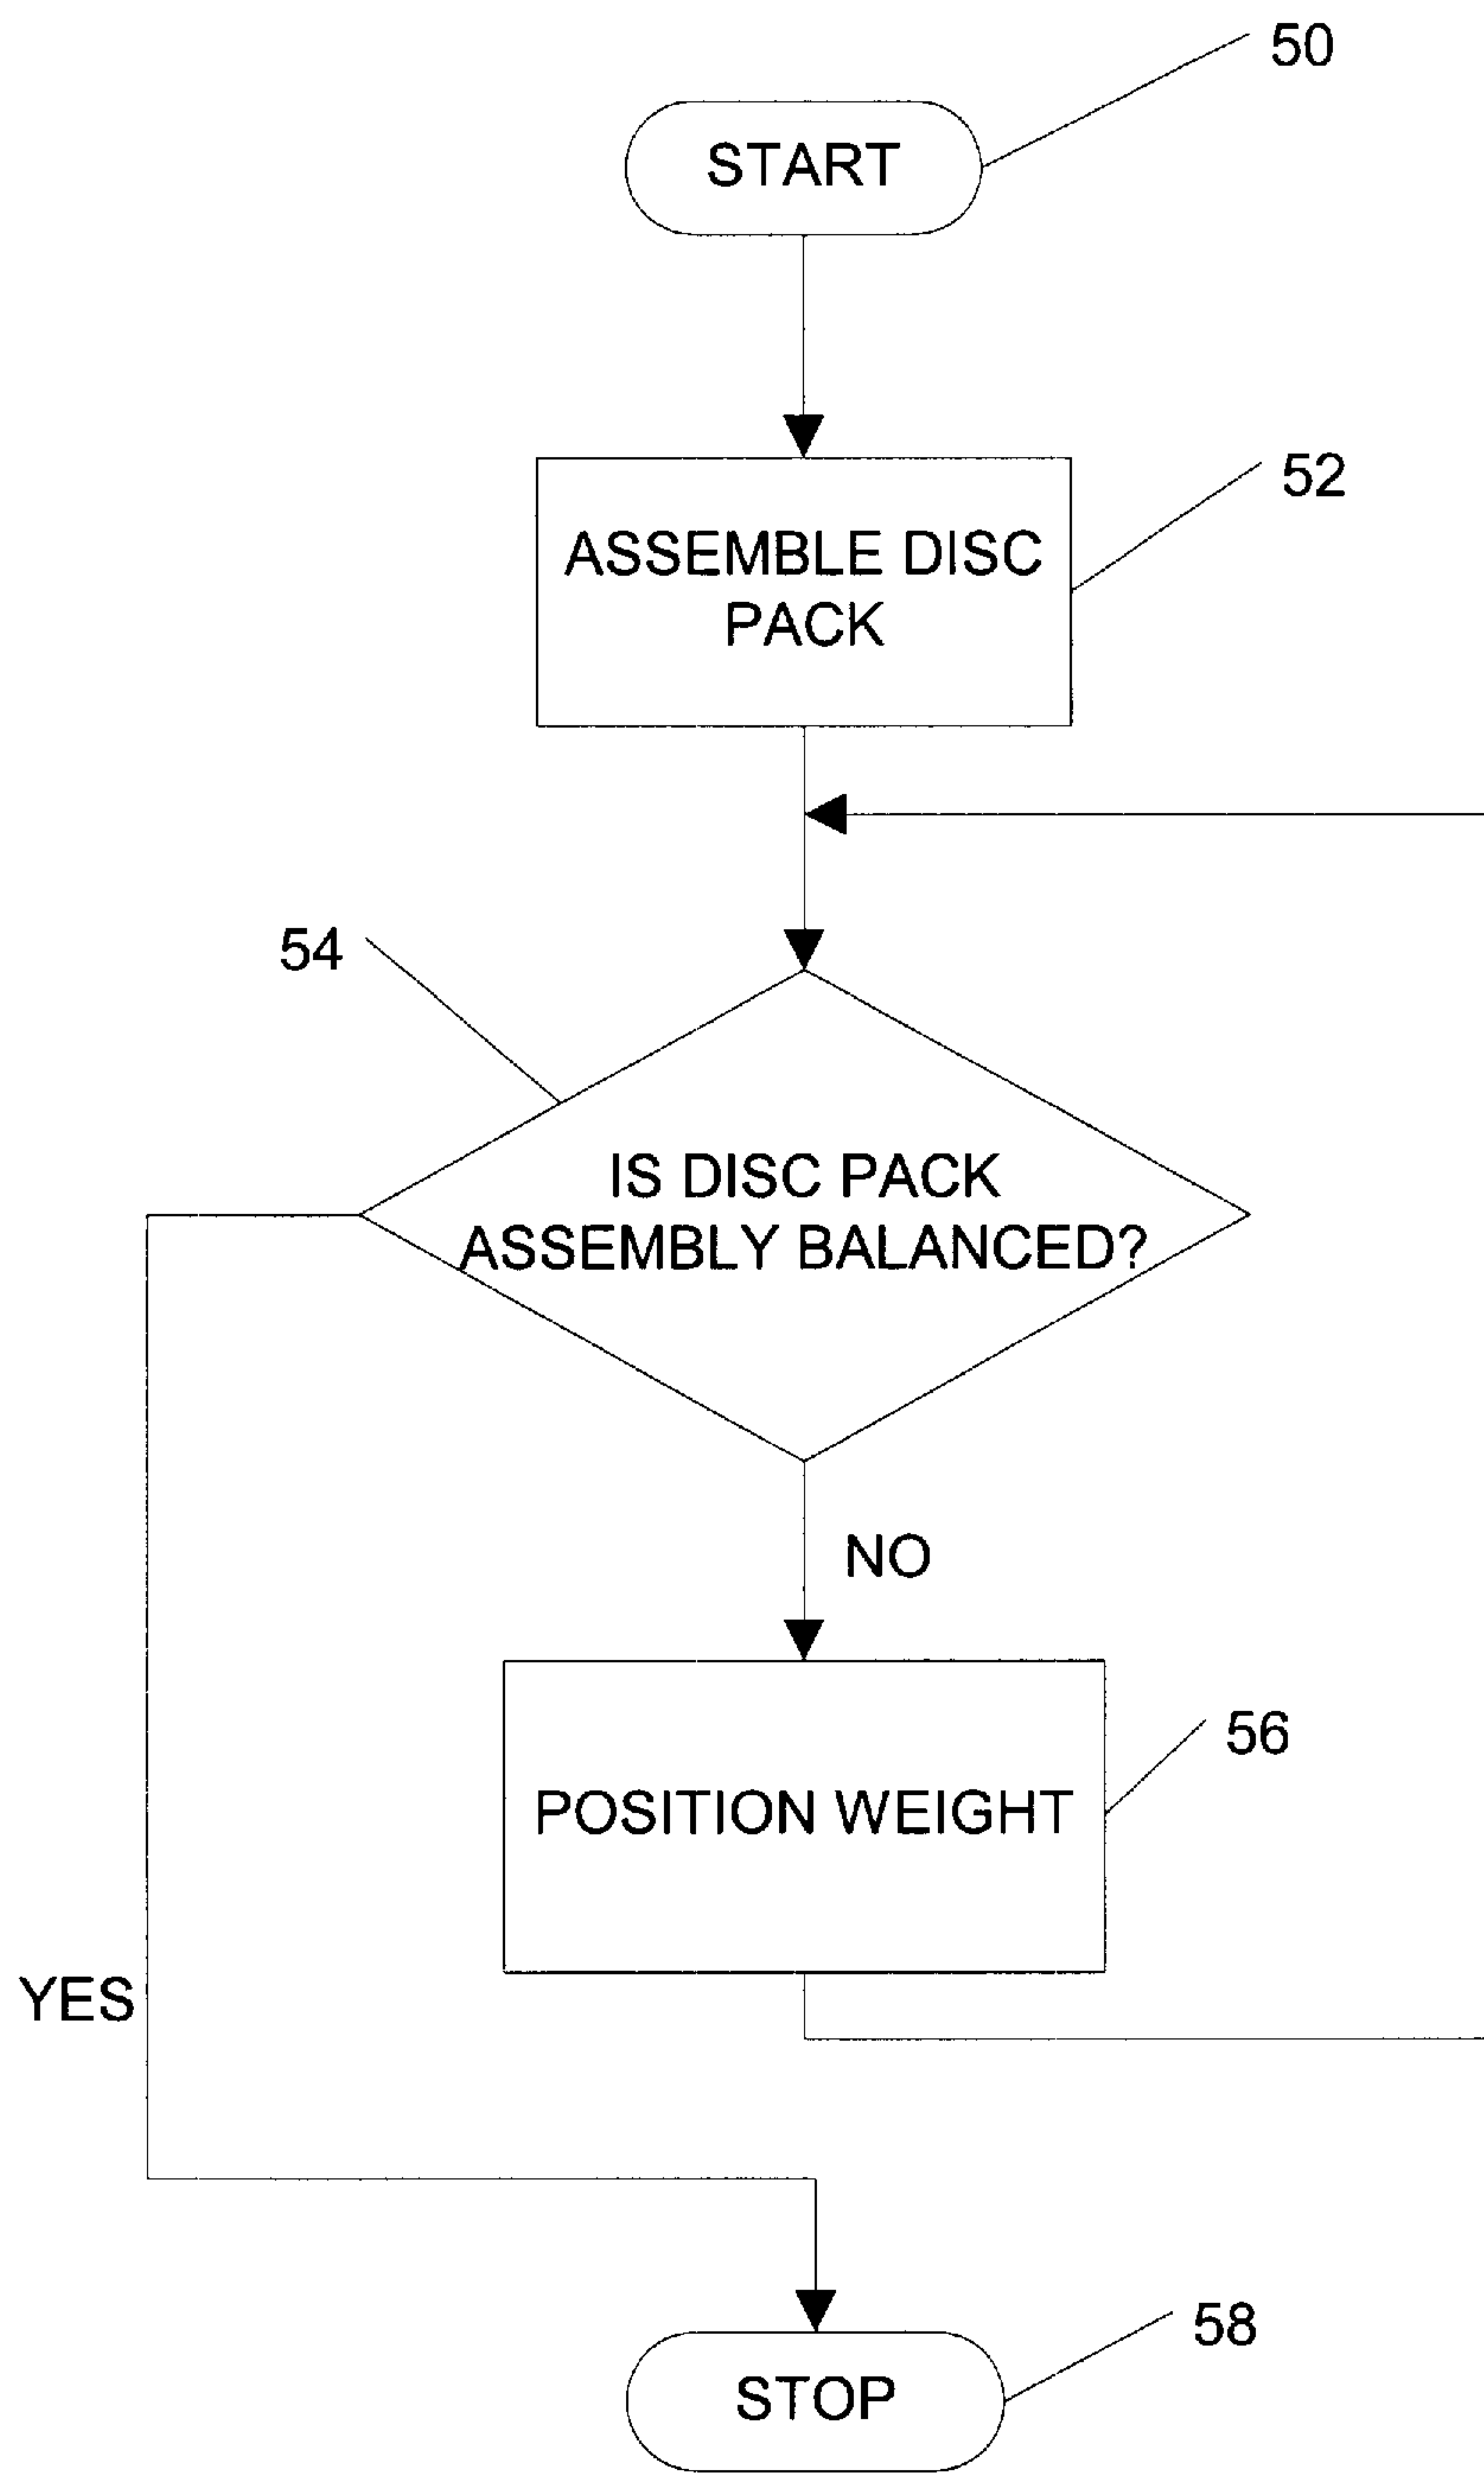 50
START
52
ASSEMBLE DISC
PACK
54
IS DISC PACK
ASSEMBLY BALANCED?
NO
56
POSITION WEIGHT
YES
58
STOP